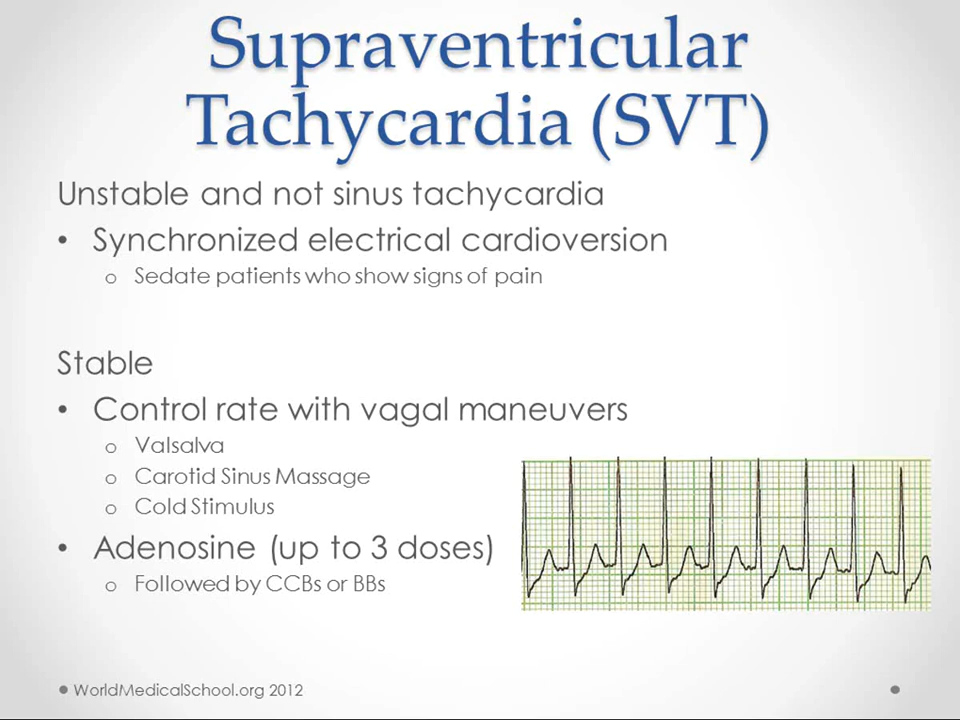 Supraventricular
Tachycardia (SVT)
Unstable and not sinus tachycardia
• Synchronized electrical cardioversion
o Sedate patients who show signs of pain
Stable
• Control rate with vagal maneuvers
o Valsalva
o Carotid Sinus Massage
o Cold Stimulus
• Adenosine (up to 3 doses)
o Followed by CCBs or BBs
WorldMedicalSchool.org 2012